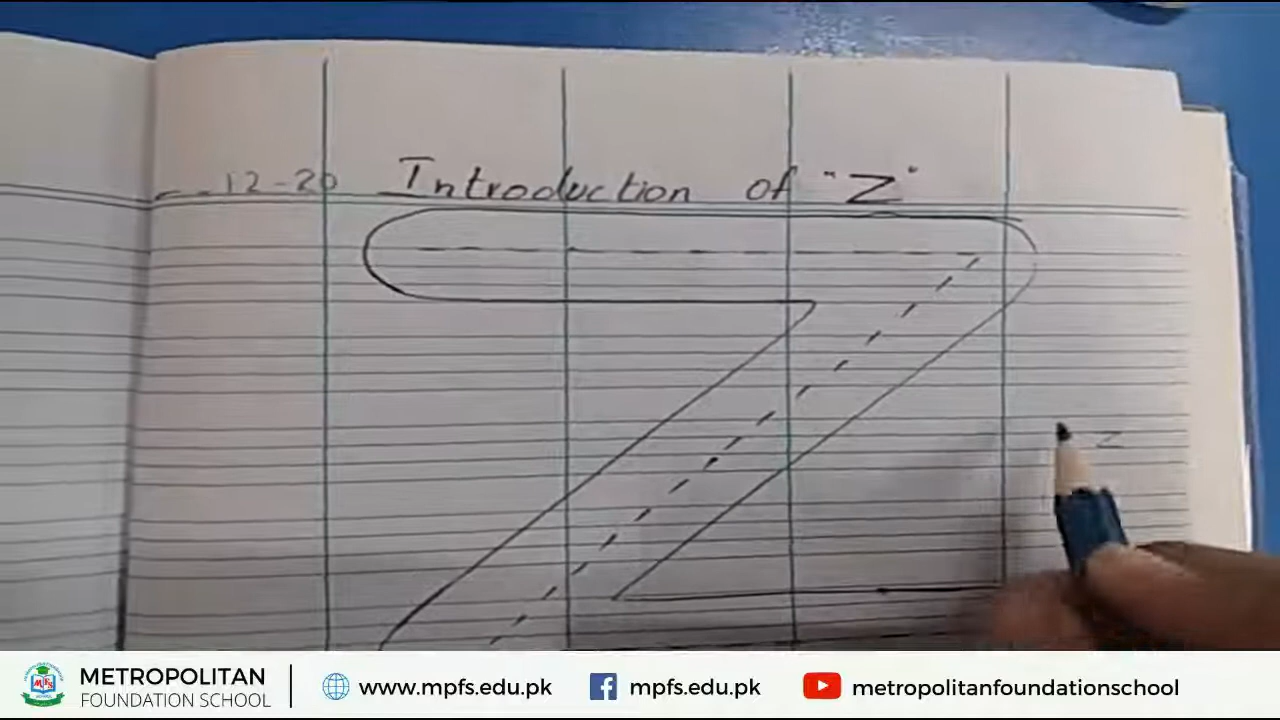 12-20 Introduction of "Z"
Z
METROPOLITAN
FOUNDATION SCHOOL
www.mpfs.edu.pk
mpfs.edu.pk
metropolitanfoundationschool